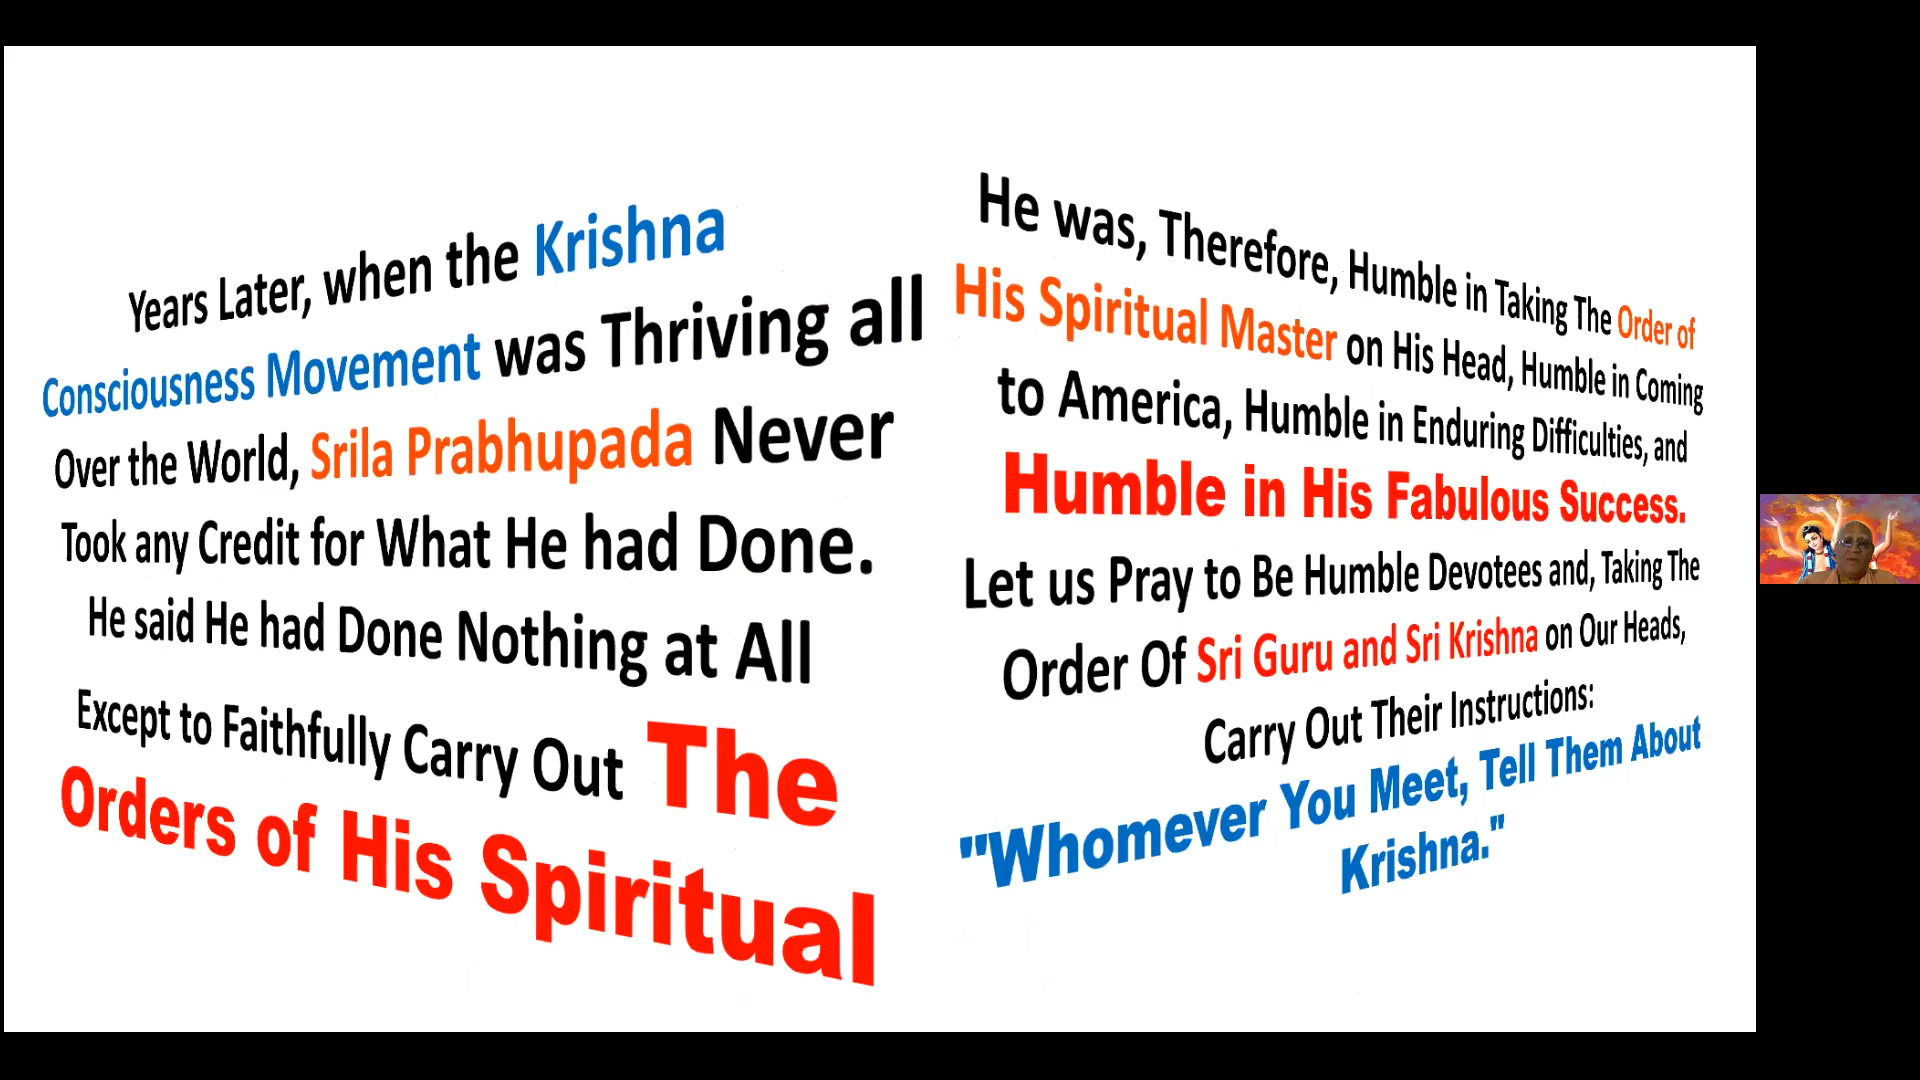 Years Later, when the Krishna
Consciousness Movement was Thriving all
Over the World, Srila Prabhupada Never
Took any Credit for What He had Done.
He said He had Done Nothing at All
Except to Faithfully Carry Out The
Orders of His Spiritual
He was, Therefore, Humble in Taking The Order of
His Spiritual Master on His Head, Humble in Coming
to America, Humble in Enduring Difficulties, and
Humble in His Fabulous Success.
Let us Pray to Be Humble Devotees and, Taking The
Order Of Sri Guru and Sri Krishna on Our Heads,
Carry Out Their Instructions:
"Whomever You Meet, Tell Them About
Krishna."